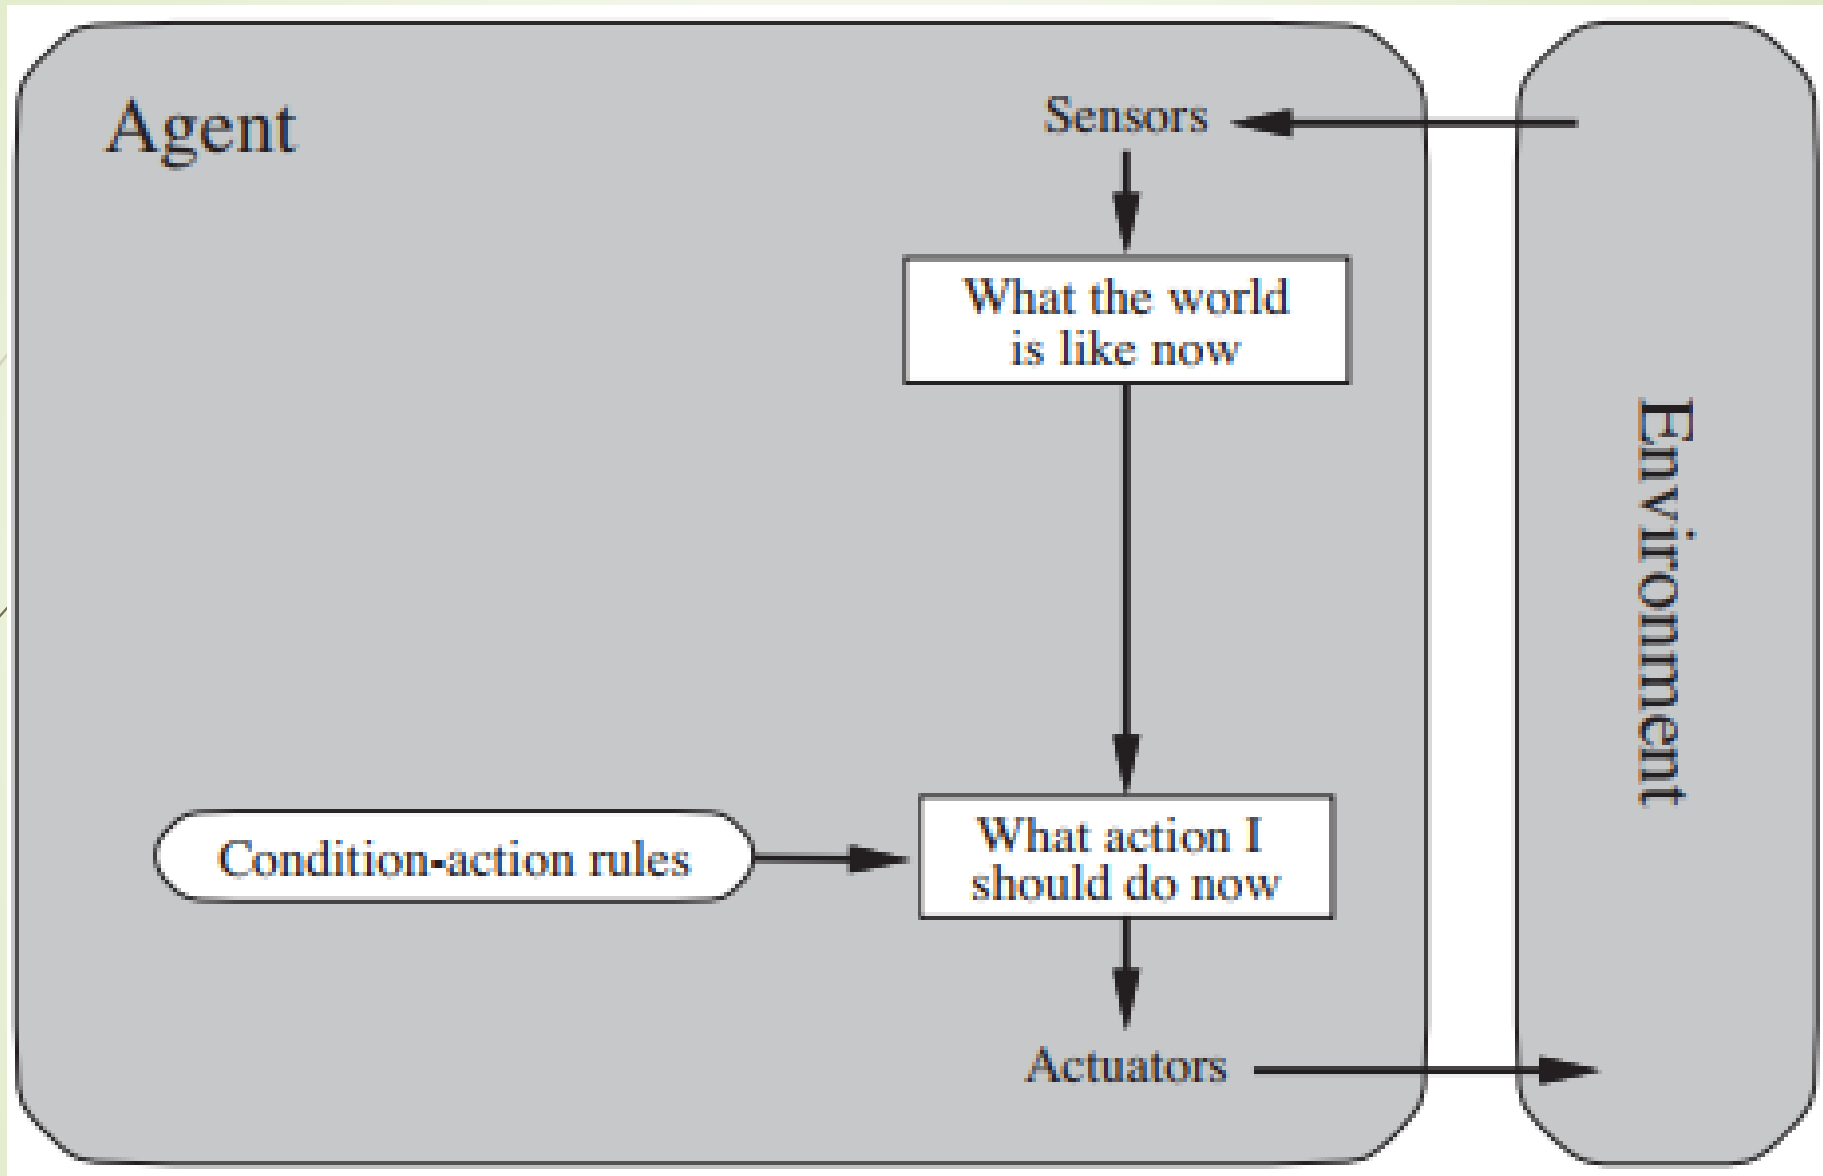 Agent
Sensors
What the world
is like now
Environment
Condition-action rules
What action I
should do now
Actuators